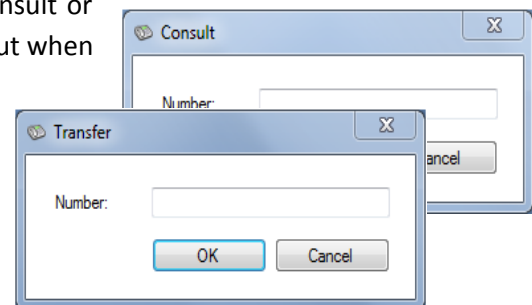 nsult or
ut when
Consult
Number:
ancel
Transfer
Number:
OK
Cancel